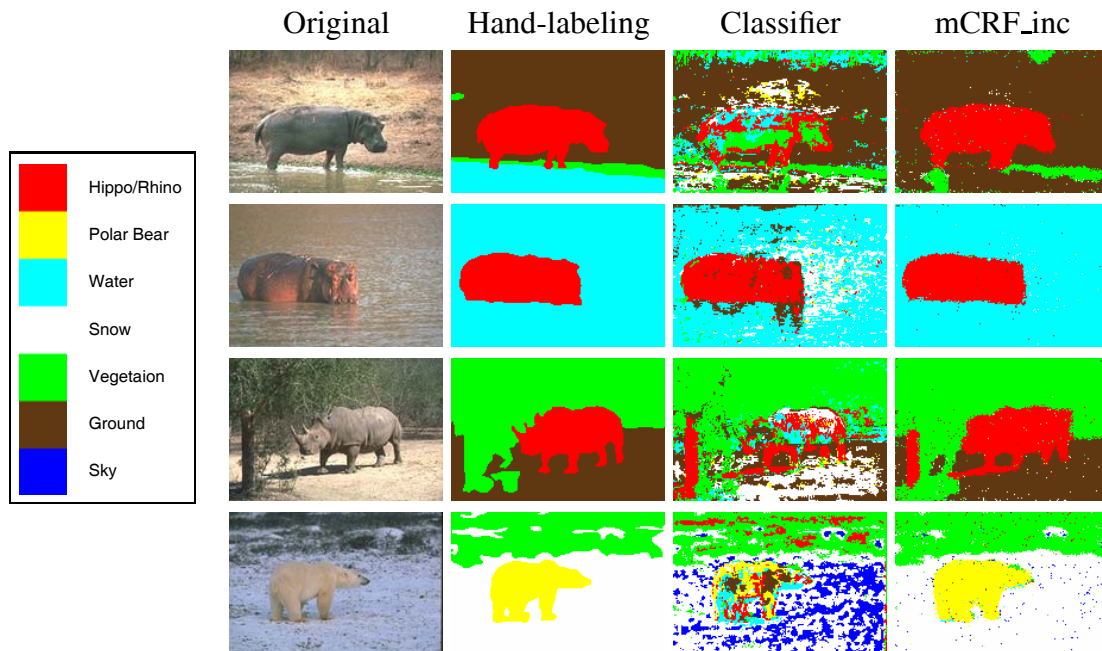 Original Hand-labeling Classifier mCRF_inc
Hippo/Rhino
Polar Bear
Water
Snow
Vegetaion
Ground
Sky